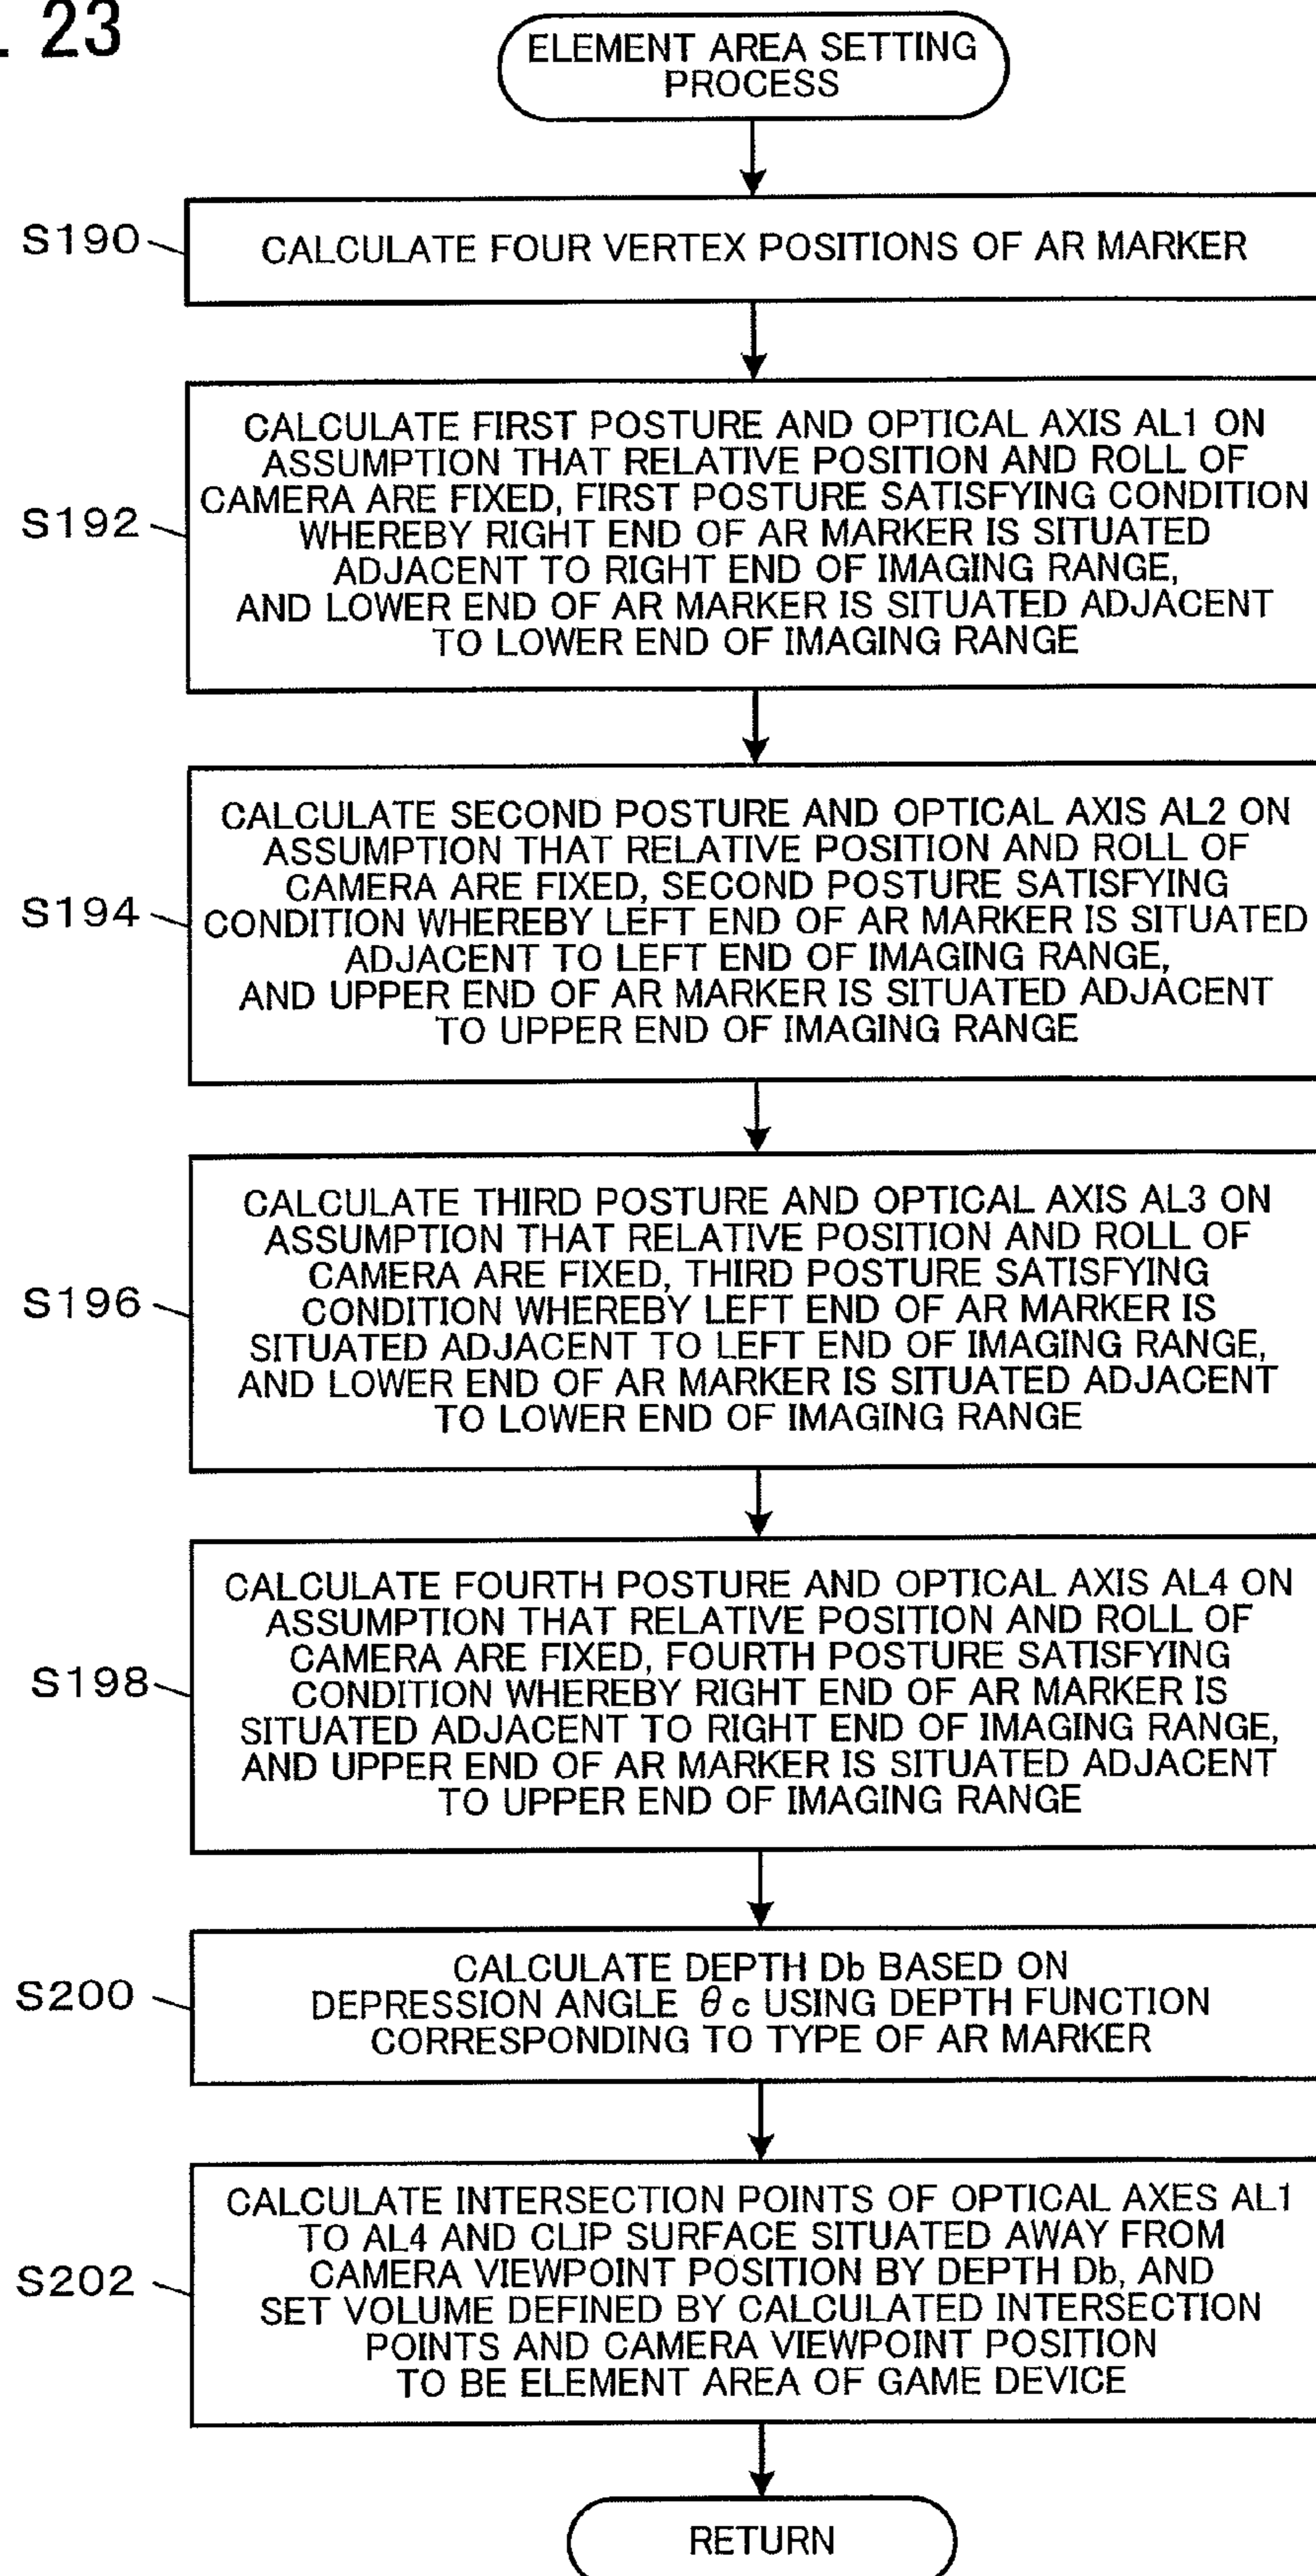 . 23
ELEMENT AREA SETTING
PROCESS
S190
CALCULATE FOUR VERTEX POSITIONS OF AR MARKER
S192
CALCULATE FIRST POSTURE AND OPTICAL AXIS AL1 ON
ASSUMPTION THAT RELATIVE POSITION AND ROLL OF
CAMERA ARE FIXED, FIRST POSTURE SATISFYING CONDITION
WHEREBY RIGHT END OF AR MARKER IS SITUATED
ADJACENT TO RIGHT END OF IMAGING RANGE,
AND LOWER END OF AR MARKER IS SITUATED ADJACENT
TO LOWER END OF IMAGING RANGE
S194
CALCULATE SECOND POSTURE AND OPTICAL AXIS AL2 ON
ASSUMPTION THAT RELATIVE POSITION AND ROLL OF
CAMERA ARE FIXED, SECOND POSTURE SATISFYING
CONDITION WHEREBY LEFT END OF AR MARKER IS SITUATED
ADJACENT TO LEFT END OF IMAGING RANGE,
AND UPPER END OF AR MARKER IS SITUATED ADJACENT
TO UPPER END OF IMAGING RANGE
S196
CALCULATE THIRD POSTURE AND OPTICAL AXIS AL3 ON
ASSUMPTION THAT RELATIVE POSITION AND ROLL OF
CAMERA ARE FIXED, THIRD POSTURE SATISFYING
CONDITION WHEREBY LEFT END OF AR MARKER IS
SITUATED ADJACENT TO LEFT END OF IMAGING RANGE,
AND LOWER END OF AR MARKER IS SITUATED ADJACENT
TO LOWER END OF IMAGING RANGE
S198
CALCULATE FOURTH POSTURE AND OPTICAL AXIS AL4 ON
ASSUMPTION THAT RELATIVE POSITION AND ROLL OF
CAMERA ARE FIXED, FOURTH POSTURE SATISFYING
CONDITION WHEREBY RIGHT END OF AR MARKER IS
SITUATED ADJACENT TO RIGHT END OF IMAGING RANGE,
AND UPPER END OF AR MARKER IS SITUATED ADJACENT
TO UPPER END OF IMAGING RANGE
S200
CALCULATE DEPTH Db BASED ON
DEPRESSION ANGLE θc USING DEPTH FUNCTION
CORRESPONDING TO TYPE OF AR MARKER
S202
CALCULATE INTERSECTION POINTS OF OPTICAL AXES AL1
TO AL4 AND CLIP SURFACE SITUATED AWAY FROM
CAMERA VIEWPOINT POSITION BY DEPTH Db, AND
SET VOLUME DEFINED BY CALCULATED INTERSECTION
POINTS AND CAMERA VIEWPOINT POSITION
TO BE ELEMENT AREA OF GAME DEVICE
RETURN